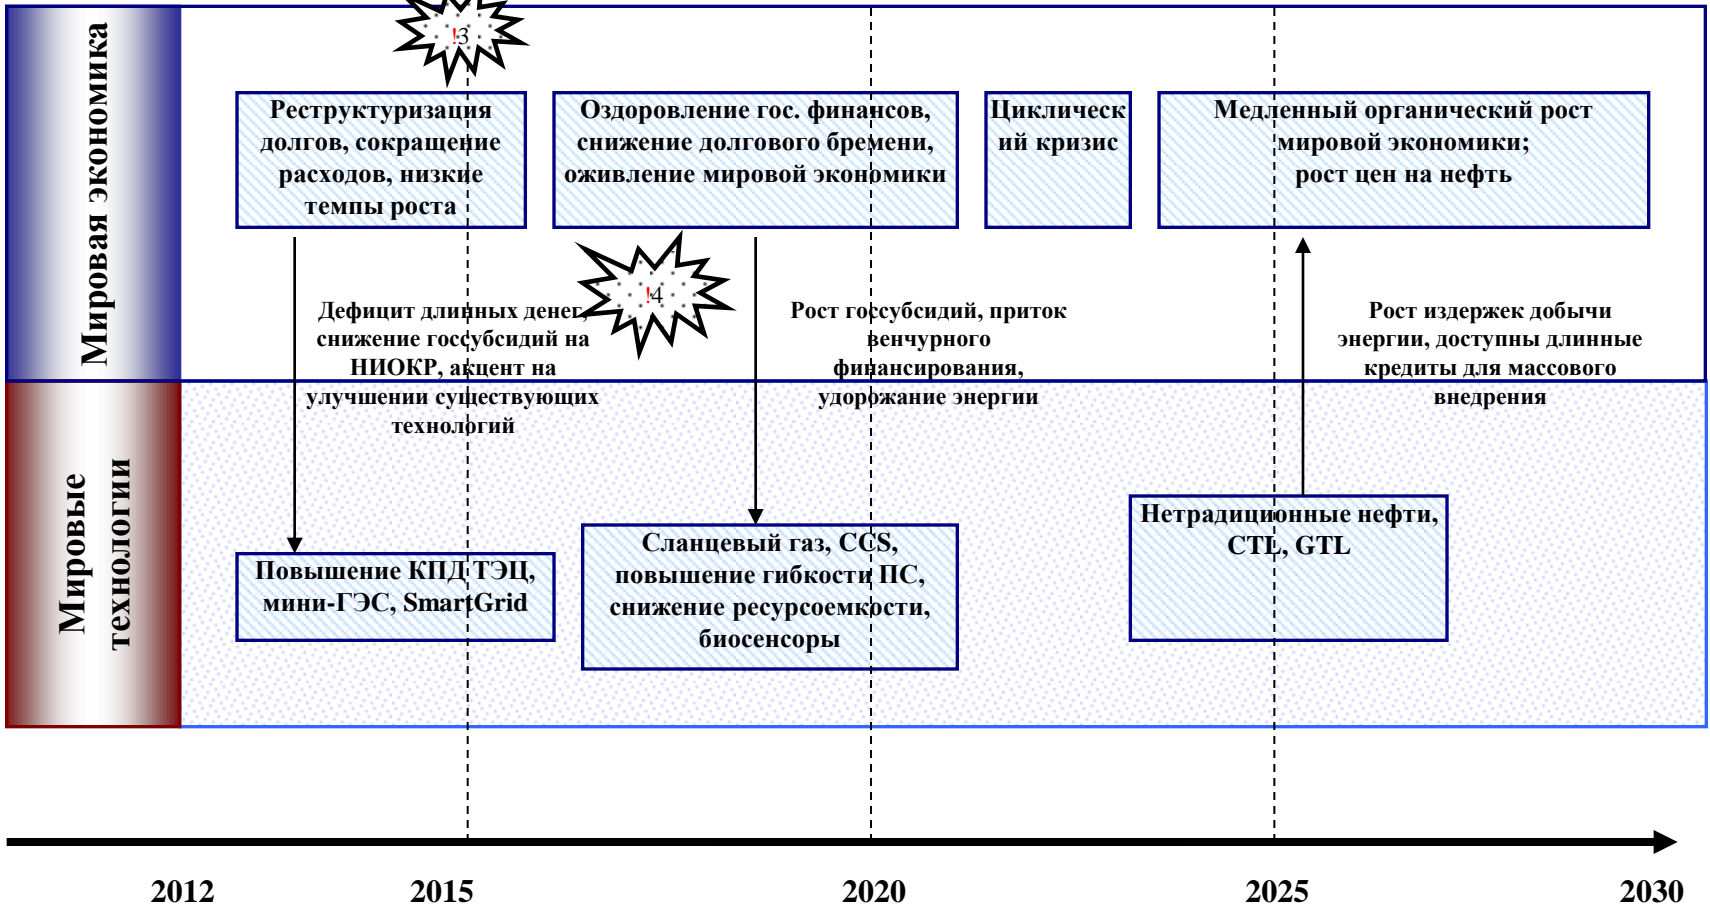 Мировая экономика
!3
Реструктуризация
долгов, сокращение
расходов, низкие
темпы роста
Оздоровление гос. финансов,
снижение долгового бремени,
оживление мировой экономики
Циклическ
ий кризис
Медленный органический рост
мировой экономики;
рост цен на нефть
!4
Дефицит длинных денег,
снижение госсубсидий на
НИОКР, акцент на
улучшении существующих
технологий
Рост госсубсидий, приток
венчурного
финансирования,
удорожание энергии
Рост издержек добычи
энергии, доступны длинные
кредиты для массового
внедрения
Мировые
технологии
Повышение КПД ТЭЦ,
мини-ГЭС, SmartGrid
Сланцевый газ, CCS,
повышение гибкости ПС,
снижение ресурсоемкости,
биосенсоры
Нетрадиционные нефти,
CTL, GTL
2012
2015
2020
2025
2030